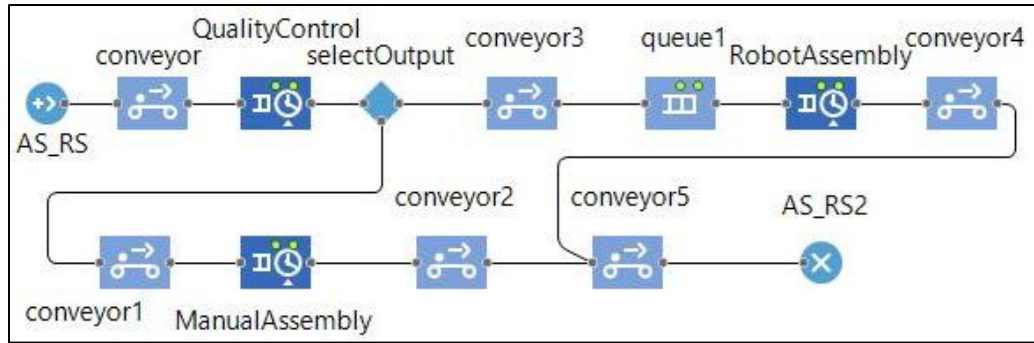 QualityControl
conveyor
selectOutput
conveyor3
queue1
RobotAssembly
conveyor4
AS_RS
conveyor2
conveyor5
AS_RS2
conveyor1
ManualAssembly